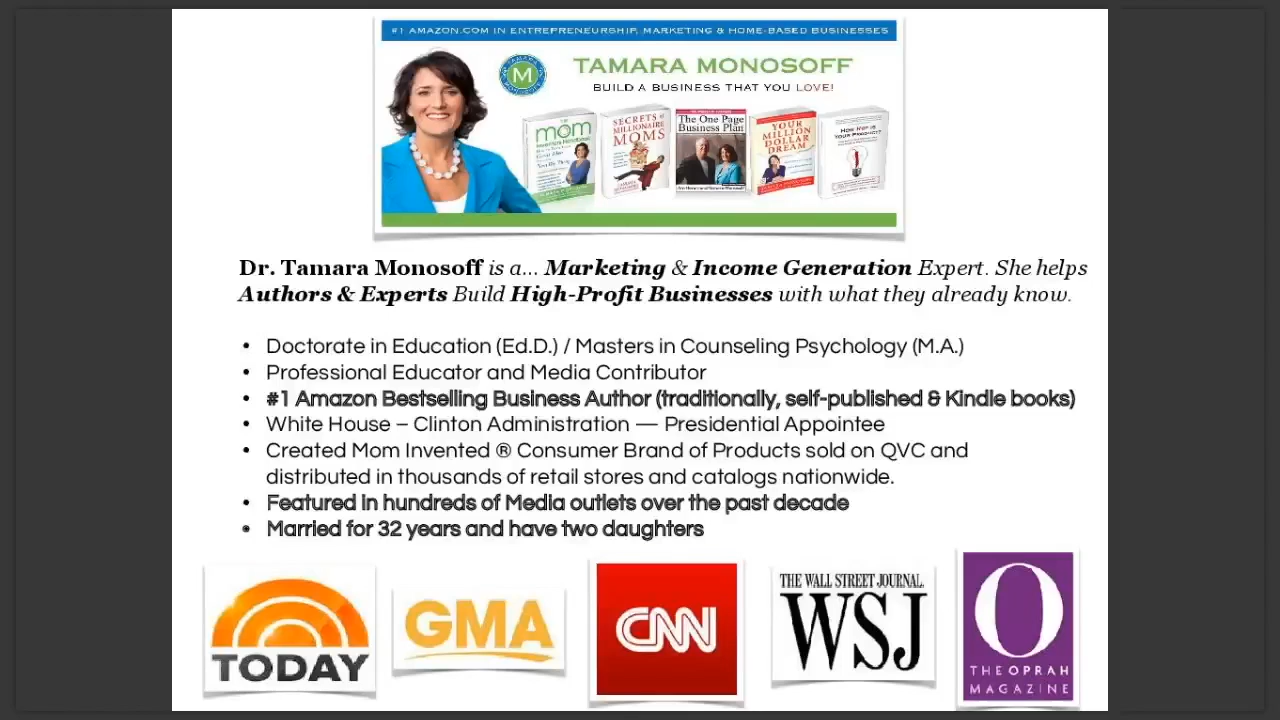 #1 AMAZON.COM IN ENTREPRENEURSHIP, MARKETING & HOME-BASED BUSINESSES
M
TAMARA MONOSOFF
BUILD A BUSINESS THAT YOU LOVE!
mom
SECRETS of
MILLIONAIRE
MOMS
The One Page
Business Plan
YOUR
MILLION
DOLLAR
DREAM
How Hot is
Your Product?
Dr. Tamara Monosoff is a... Marketing & Income Generation Expert. She helps
Authors & Experts Build High-Profit Businesses with what they already know.
• Doctorate in Education (Ed.D.) / Masters in Counseling Psychology (M.A.)
• Professional Educator and Media Contributor
• #1 Amazon Bestselling Business Author (traditionally, self-published & Kindle books)
• White House – Clinton Administration — Presidential Appointee
• Created Mom Invented ® Consumer Brand of Products sold on QVC and
distributed in thousands of retail stores and catalogs nationwide.
• Featured in hundreds of Media outlets over the past decade
• Married for 32 years and have two daughters
TODAY
GMA
CNN
THE WALL STREET JOURNAL
WSJ
O
THE OPRAH
MAGAZINE